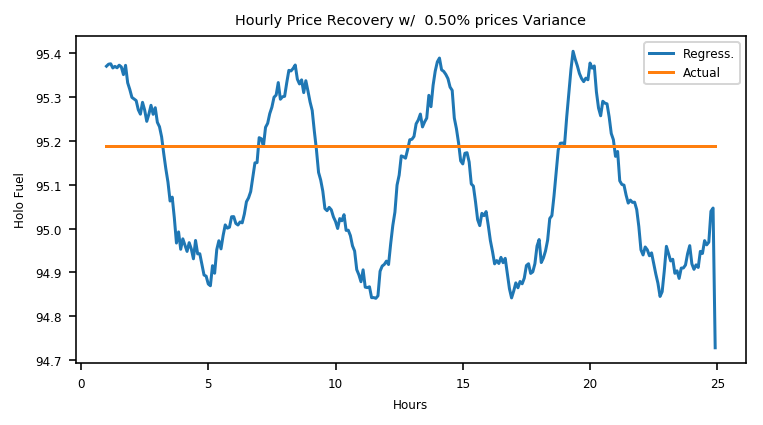 Hourly Price Recovery w/  0.50% prices Variance
Regress.
Actual
Holo Fuel
95.4
95.3
95.2
95.1
95.0
94.9
94.8
94.7
0 5 10 15 20 25
Hours